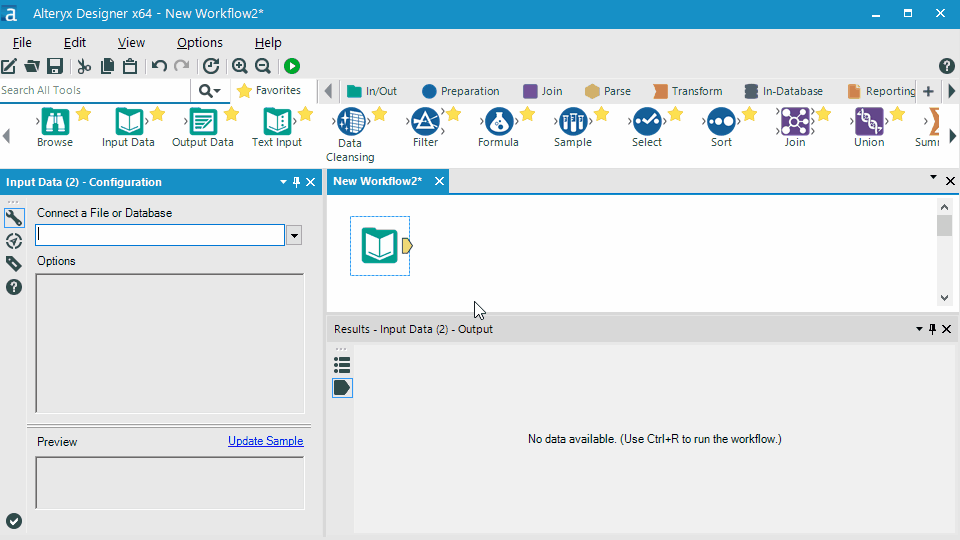 a Alteryx Designer x64 - New Workflow2*
File Edit View Options Help
Search All Tools Favorites In/Out Preparation Join Parse Transform In-Database Reporting
Browse Input Data Output Data Text Input Data Cleansing Filter Formula Sample Select Sort Join Union Sum
Input Data (2) - Configuration
New Workflow2*
Connect a File or Database
Options
Results - Input Data (2) - Output
No data available. (Use Ctrl+R to run the workflow.)
Preview Update Sample